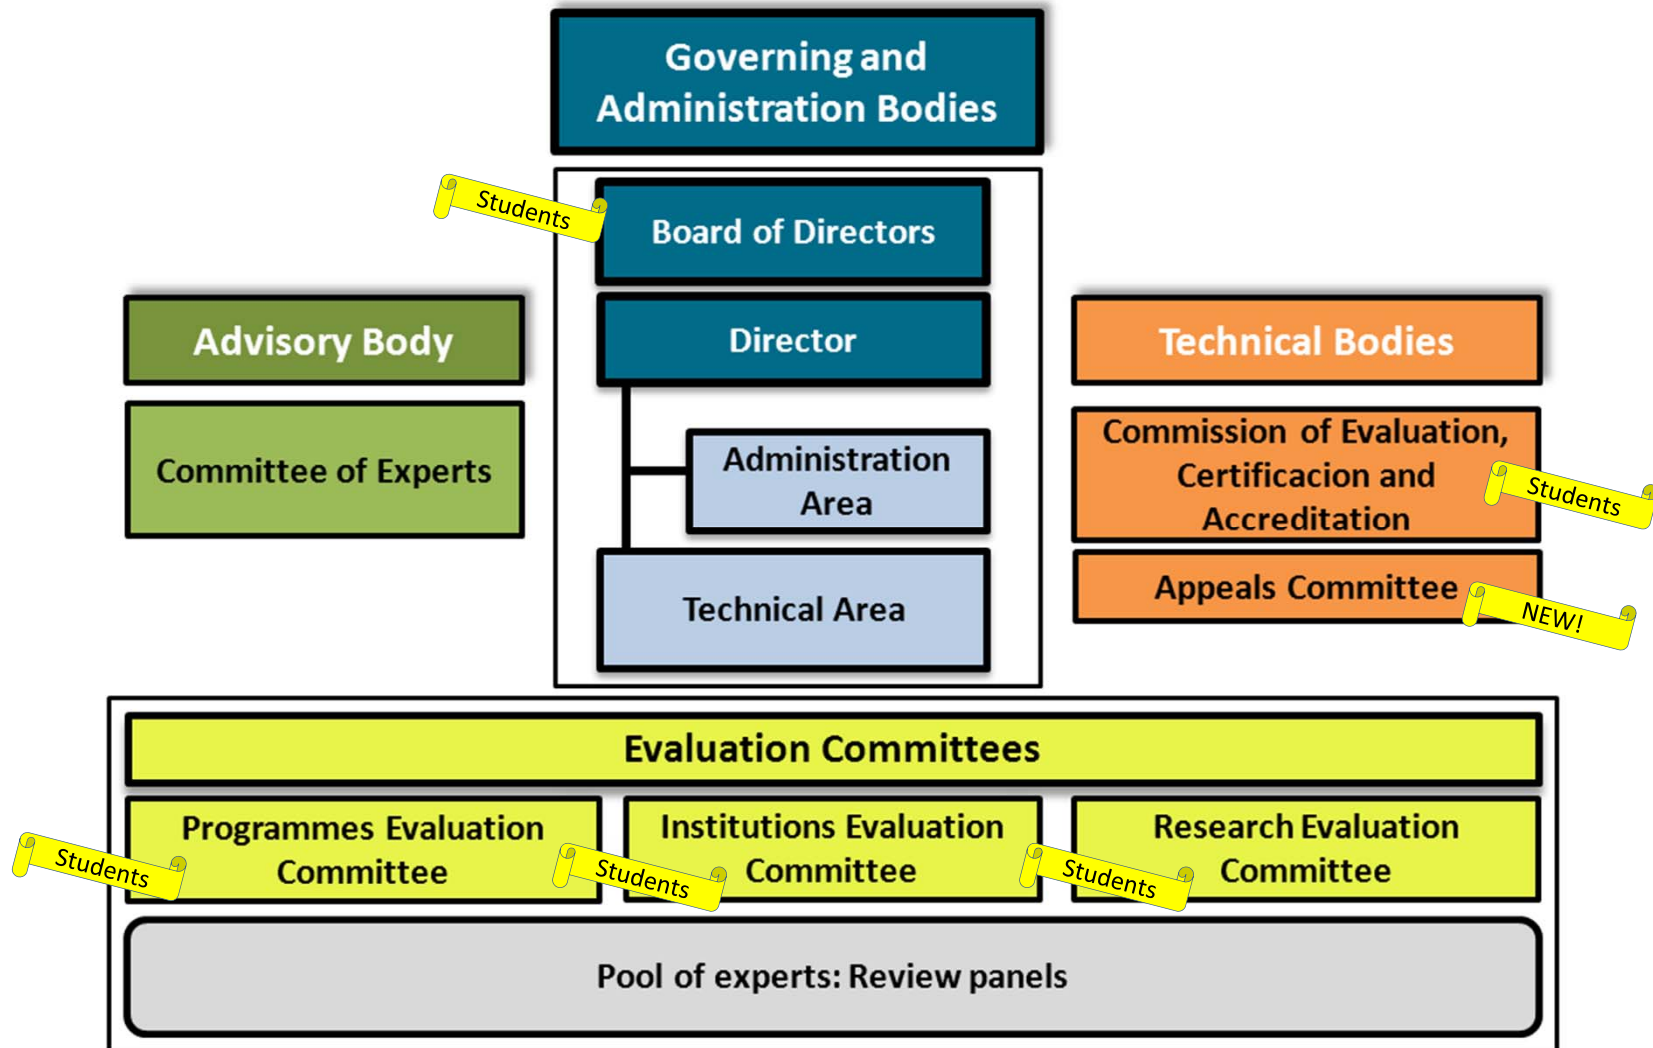 Governing and
Administration Bodies
Students
Board of Directors
Director
Administration
Area
Technical Area
Advisory Body
Committee of Experts
Technical Bodies
Commission of Evaluation,
Certificacion and
Accreditation
Students
Appeals Committee
NEW!
Evaluation Committees
Programmes Evaluation
Committee
Students
Institutions Evaluation
Committee
Students
Research Evaluation
Committee
Students
Pool of experts: Review panels